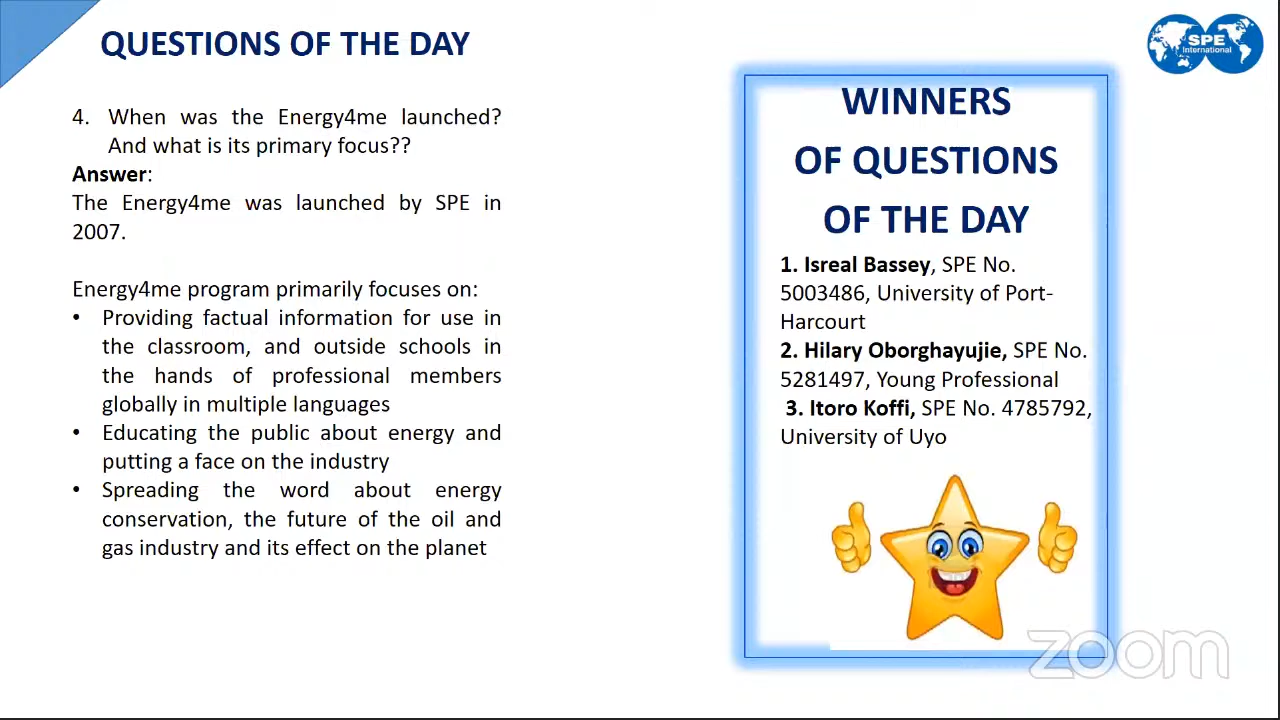 QUESTIONS OF THE DAY
4. When was the Energy4me launched?
And what is its primary focus??
Answer:
The Energy4me was launched by SPE in
2007.
Energy4me program primarily focuses on:
• Providing factual information for use in
the classroom, and outside schools in
the hands of professional members
globally in multiple languages
• Educating the public about energy and
putting a face on the industry
• Spreading the word about energy
conservation, the future of the oil and
gas industry and its effect on the planet
SPE
International
WINNERS
OF QUESTIONS
OF THE DAY
1. Isreal Bassey, SPE No.
5003486, University of Port-
Harcourt
2. Hilary Oborghayujie, SPE No.
5281497, Young Professional
3. Itoro Koffi, SPE No. 4785792,
University of Uyo
zoom